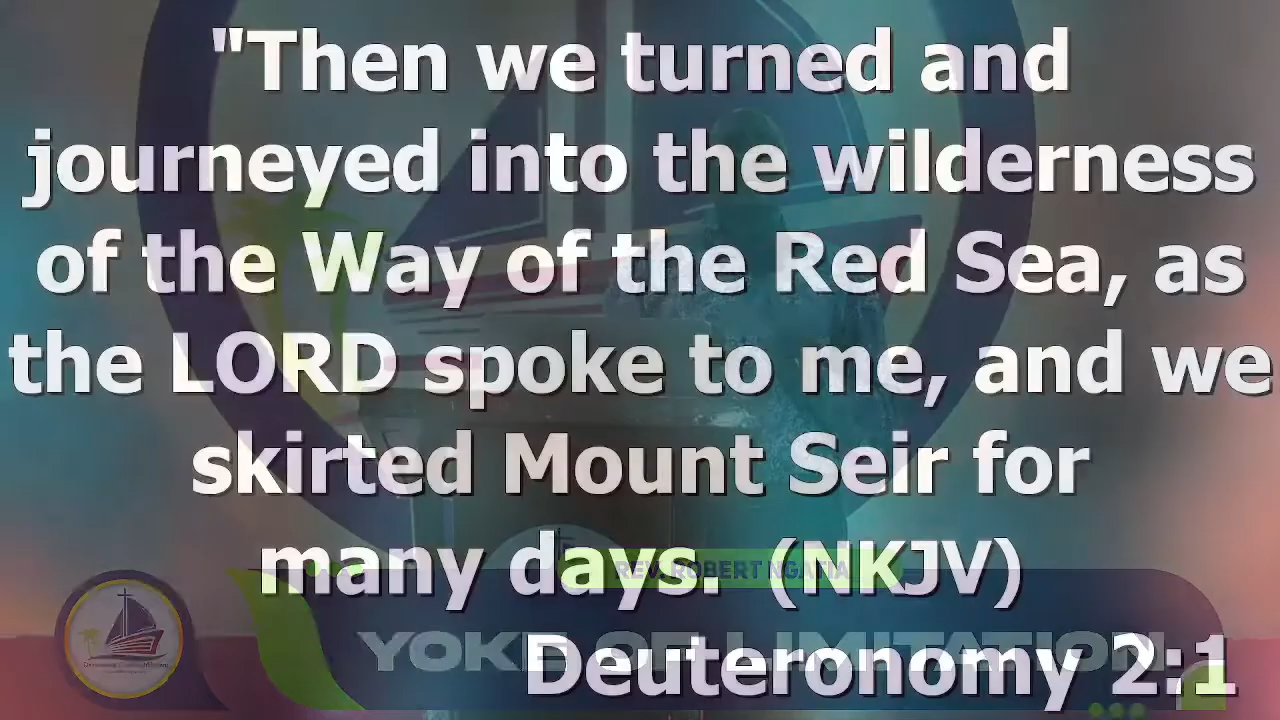 "Then we turned and
journeyed into the wilderness
of the Way of the Red Sea, as
the LORD spoke to me, and we
skirted Mount Seir for
many days. (NKJV)
REV. ROBERT NGATIA
YOKE OF LIMITATION
Deuteronomy 2:1